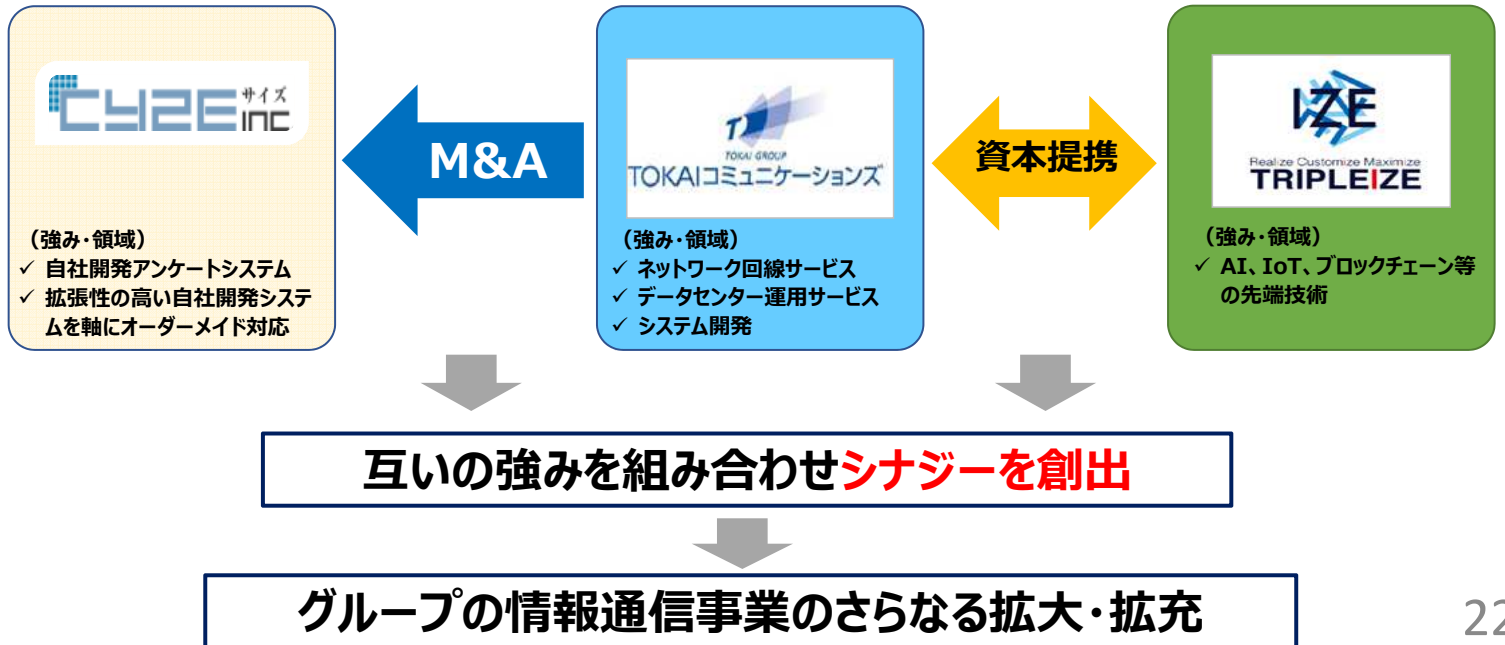 CYZE サイズ
inc
（強み・領域）
✓ 自社開発アンケートシステム
✓ 拡張性の高い自社開発システ
ムを軸にオーダーメイド対応
M&A
TOKAI GROUP
TOKAIコミュニケーションズ
（強み・領域）
✓ ネットワーク回線サービス
✓ データセンター運用サービス
✓ システム開発
資本提携
IZE
Realize Customize Maximize
TRIPLEIZE
（強み・領域）
✓ AI、IoT、ブロックチェーン等
の先端技術
互いの強みを組み合わせシナジーを創出
グループの情報通信事業のさらなる拡大・拡充
22